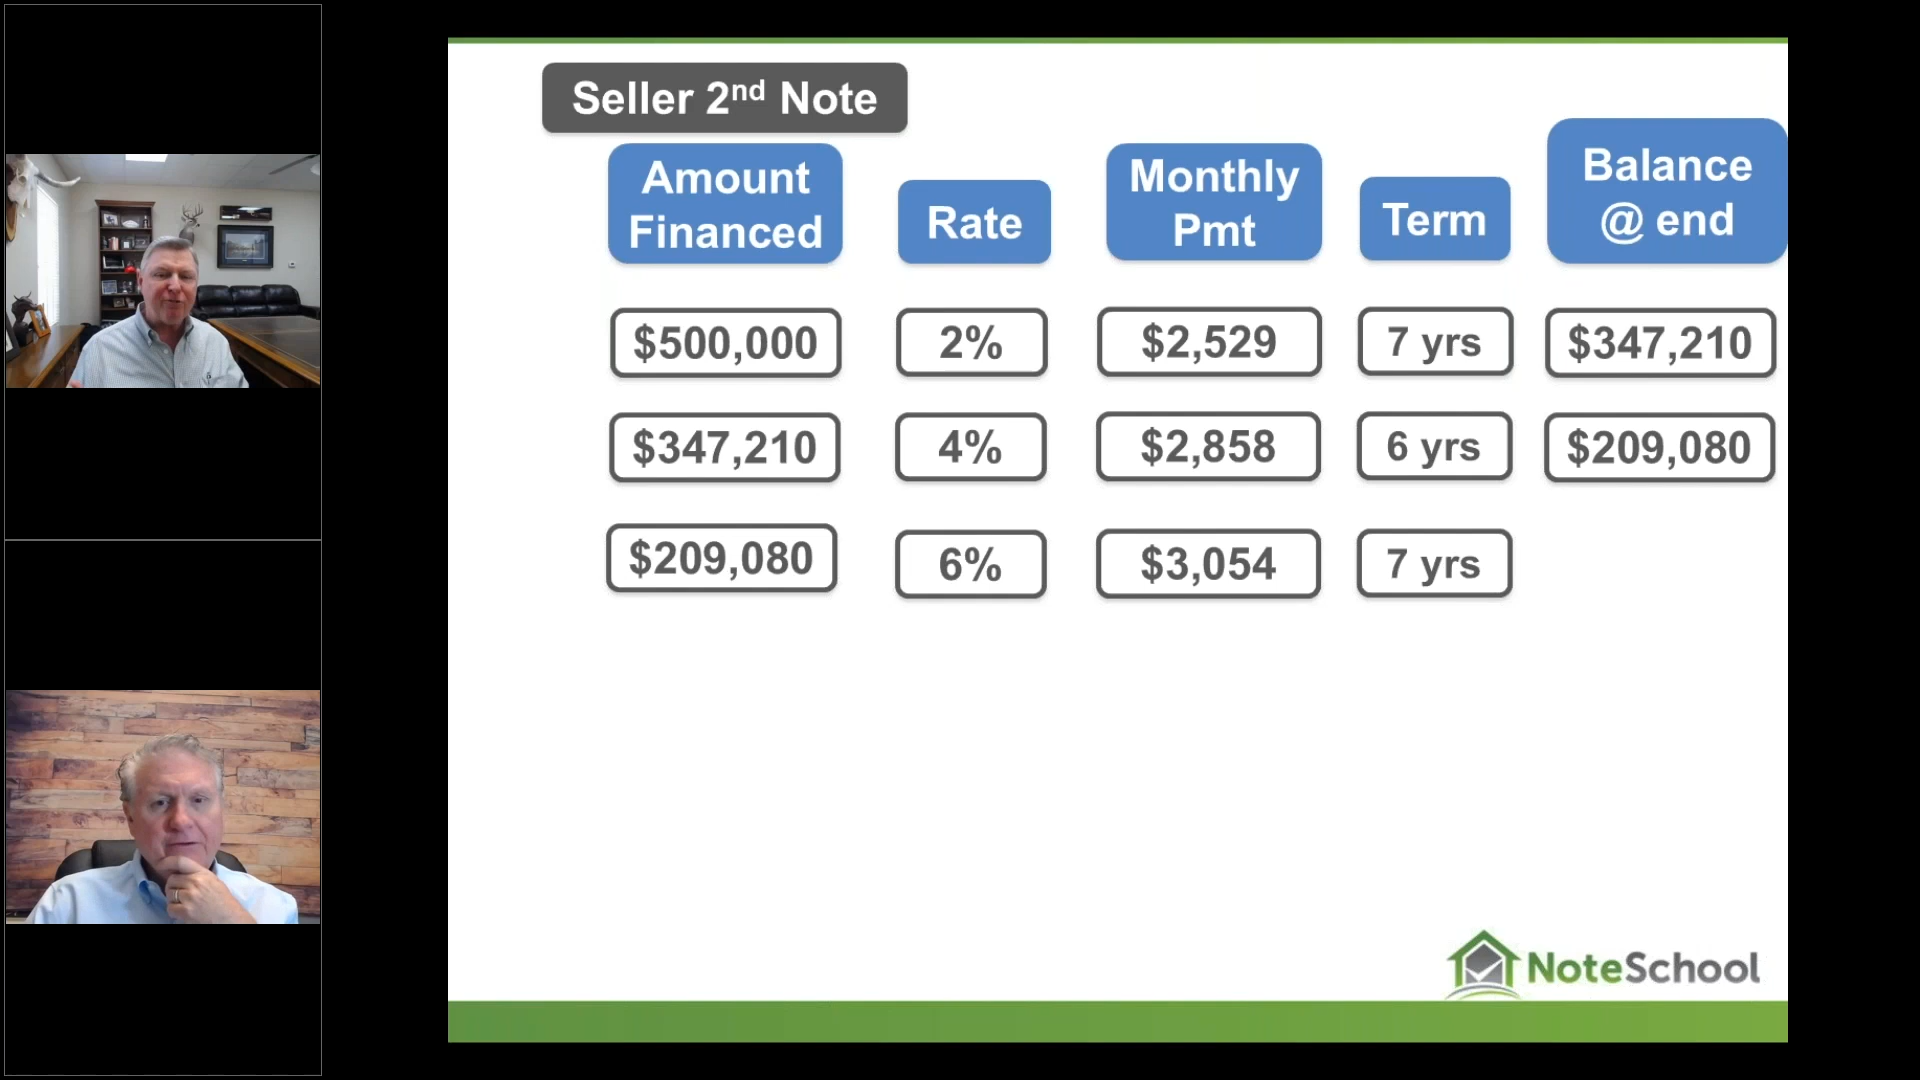 Seller 2nd Note
Amount
Financed
Rate
Monthly
Pmt
Term
Balance
@ end
$500,000 2% $2,529 7 yrs $347,210
$347,210 4% $2,858 6 yrs $209,080
$209,080 6% $3,054 7 yrs
NoteSchool